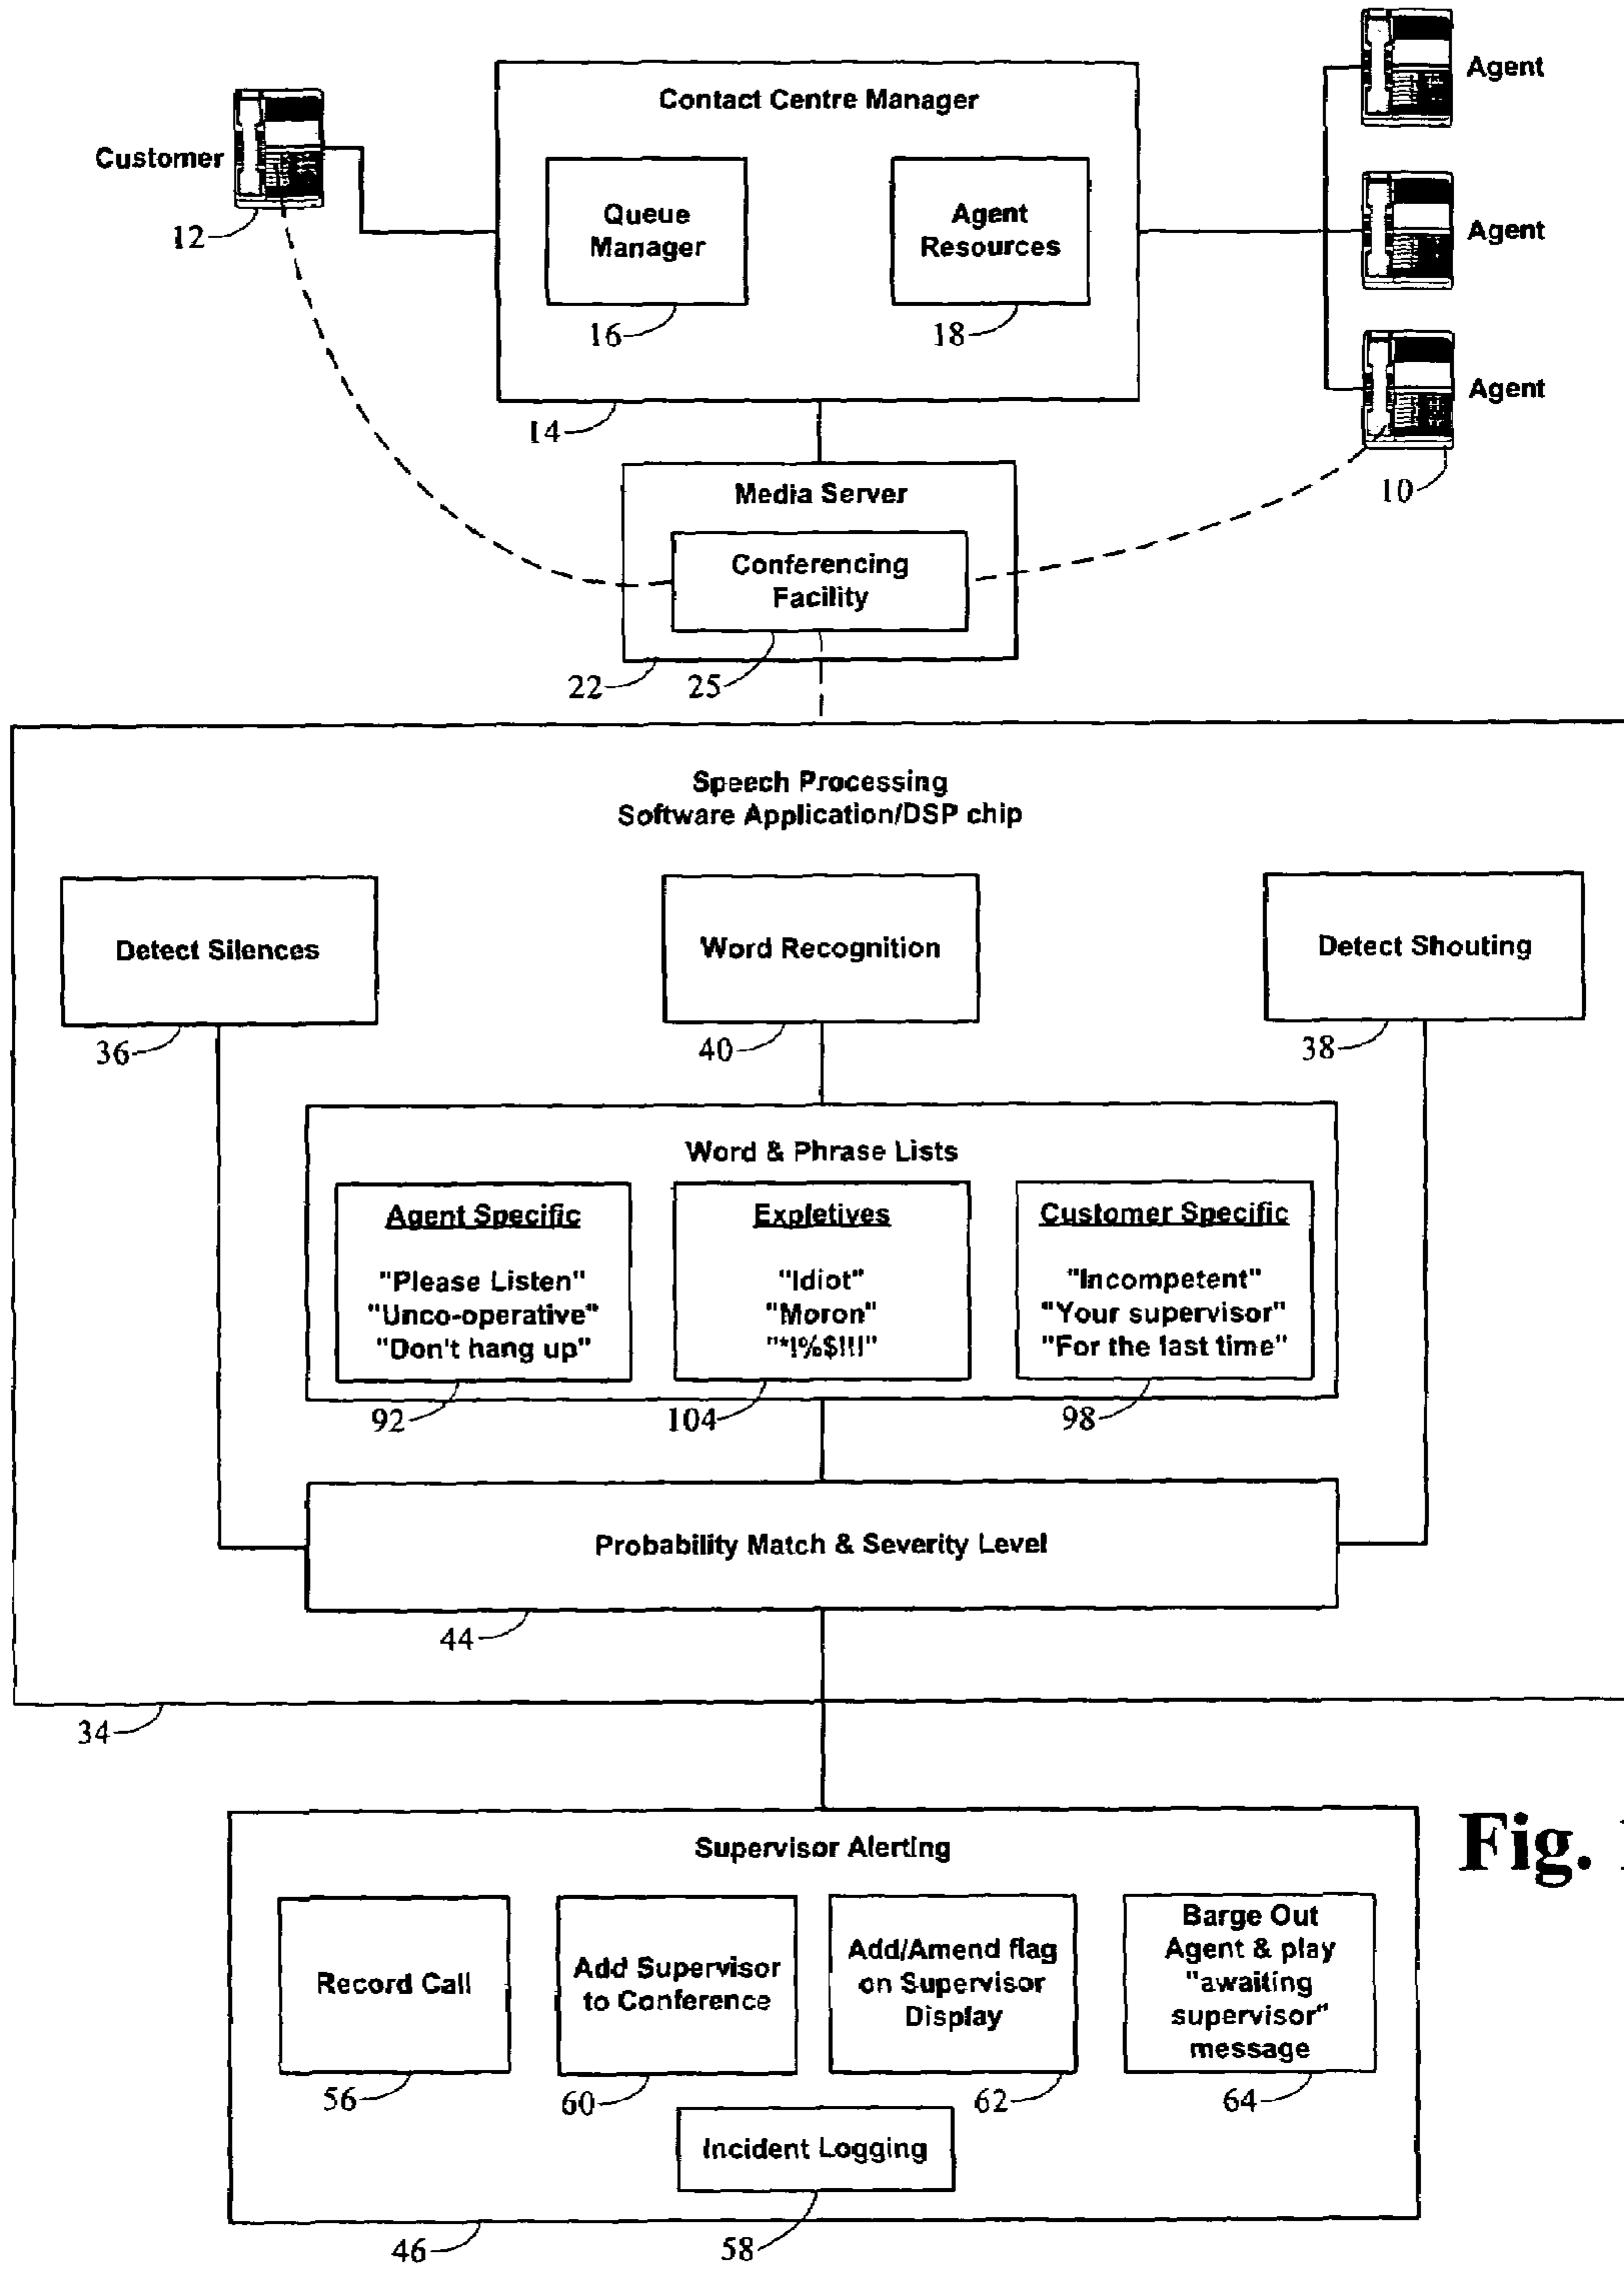 Agent
Contact Centre Manager
Customer
Queue
Manager
Agent
Resources
Agent
12
16
18
Agent
14
10
Media Server
Conferencing
Facility
22
25
Speech Processing
Software Application/DSP chip
Detect Silences
Word Recognition
Detect Shouting
36
40
38
Word & Phrase Lists
Agent Specific
"Please Listen"
"Unco-operative"
"Don't hang up"
Expletives
"Idiot"
"Moron"
"*!%$!!!"
Customer Specific
"Incompetent"
"Your supervisor"
"For the last time"
92
104
98
Probability Match & Severity Level
44
34
Fig.
Supervisor Alerting
Record Call
Add Supervisor
to Conference
Add/Amend flag
on Supervisor
Display
Barge Out
Agent & play
"awaiting
supervisor"
message
56
60
62
64
Incident Logging
46
58